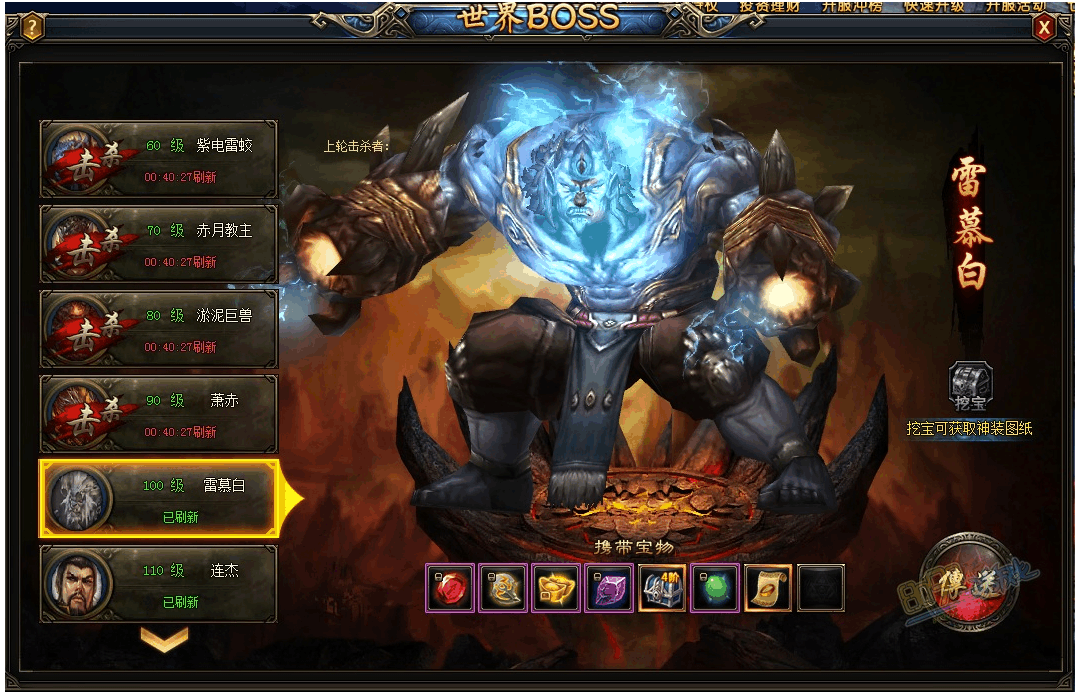 投资理财 开服冲榜 快速升级 开服活动
世界BOSS
?
X
60 级 紫电雷蛟
击杀
00:40:27刷新
上轮击杀者:
70 级 赤月教主
击杀
00:40:27刷新
80 级 淤泥巨兽
击杀
00:40:27刷新
90 级 萧赤
击杀
00:40:27刷新
100 级 雷慕白
已刷新
110 级 连杰
已刷新
雷慕白
挖宝
挖宝可获取神装图纸
携带宝物
4阶
傳送